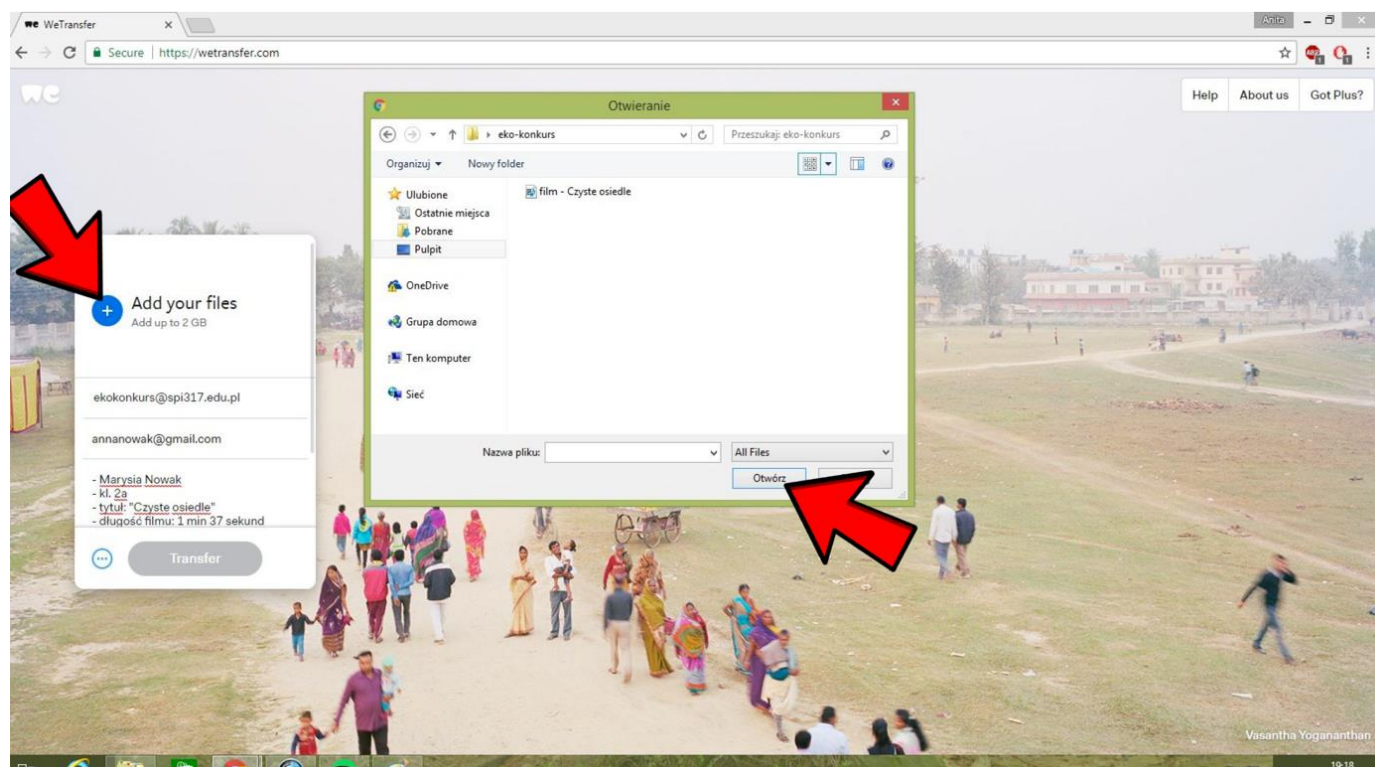 we WeTransfer
Anita
Secure | https://wetransfer.com
we
Help About us Got Plus?
Otwieranie
eko-konkurs
Przeszukaj: eko-konkurs
Organizuj
Nowy folder
Ulubione
Ostatnie miejsca
Pobrane
Pulpit
OneDrive
Grupa domowa
Ten komputer
Sieć
film - Czyste osiedle
Nazwa pliku:
All Files
Otwórz
Add your files
Add up to 2 GB
ekokonkurs@spi317.edu.pl
annanowak@gmail.com
- Marysia Nowak
- kl. 2a
- tytuł: "Czyste osiedle"
- długość filmu: 1 min 37 sekund
Transfer
Vasantha Yogananthan
19:18